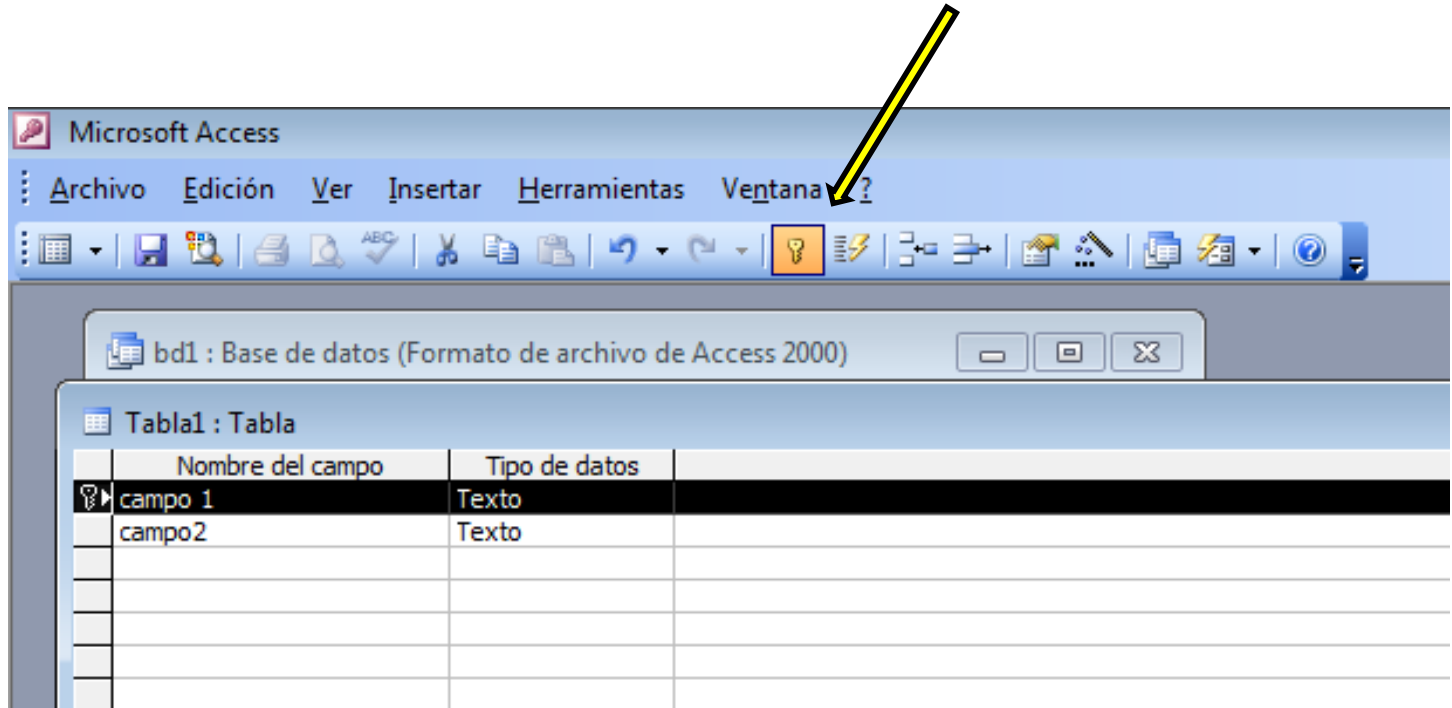 Microsoft Access
Archivo Edición Ver Insertar Herramientas Ventana ?
ABC
bd1 : Base de datos (Formato de archivo de Access 2000)
Tabla1 : Tabla
Nombre del campo Tipo de datos
campo 1 Texto
campo2 Texto